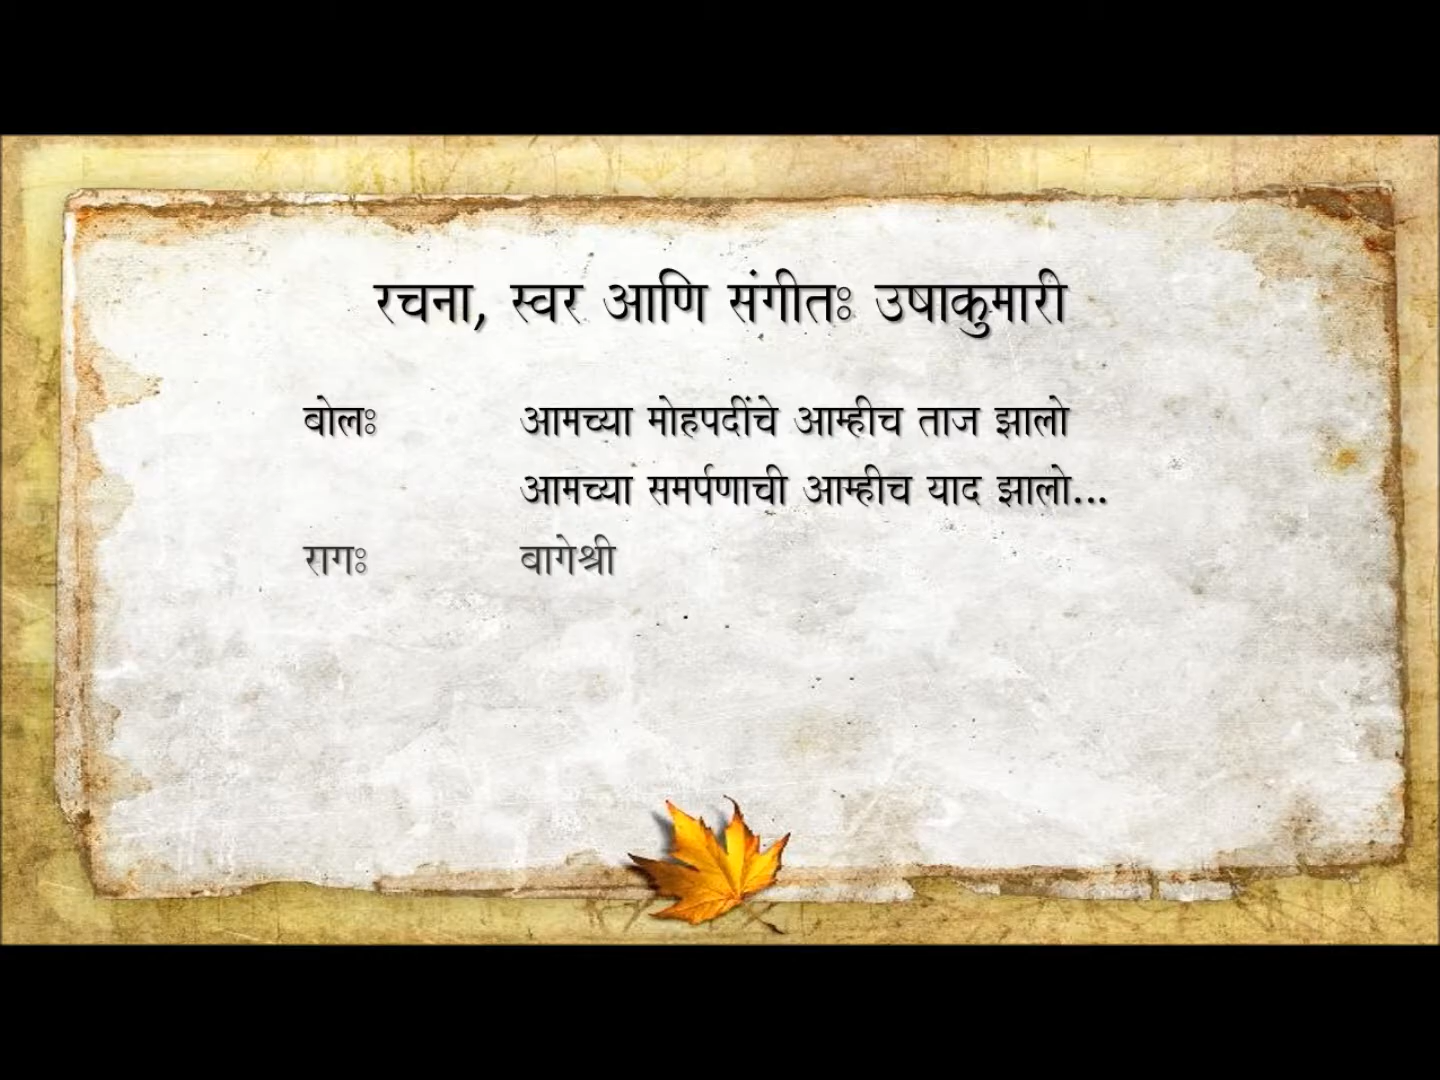 रचना, स्वर आणि संगीतः उषाकुमारी
बोलः आमच्या मोहपदींचे आम्हीच ताज झालो
आमच्या समर्पणाची आम्हीच याद झालो...
रागः बागेश्री